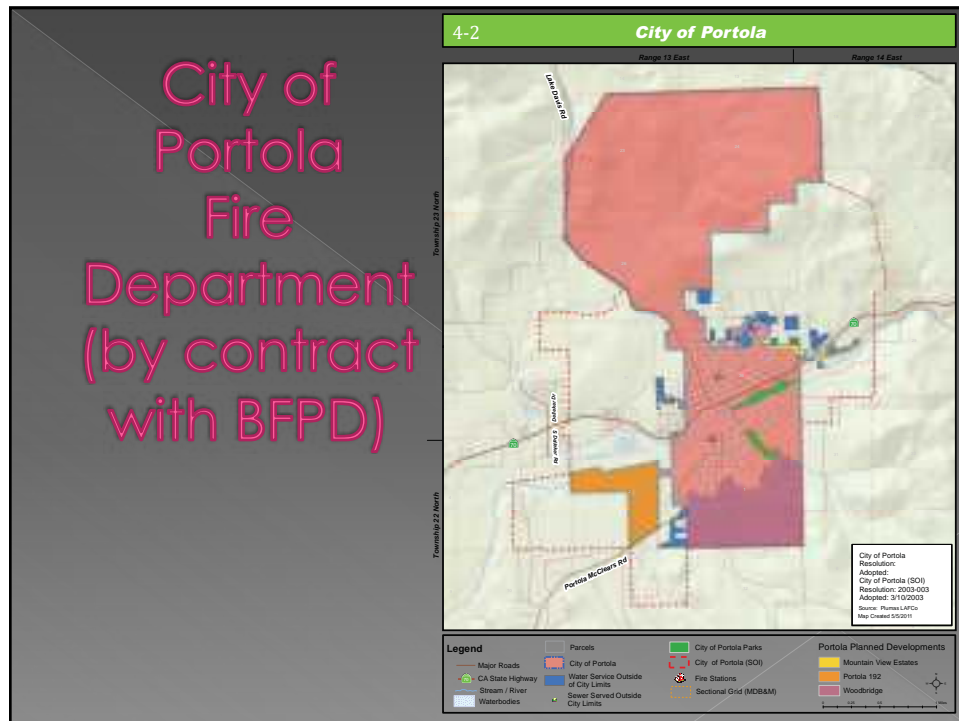 City of
Portola
Fire
Department
(by contract
with BFPD)
4-2
City of Portola
Range 13 East
Range 14 East
Township 23 North
Township 22 North
Lake Davis Rd
Delleker Dr
S Delleker Rd
Portola McClears Rd
City of Portola
Resolution:
Adopted:
City of Portola (SOI)
Resolution: 2003-003
Adopted: 3/10/2003
Source: Plumas LAFCo
Map Created 5/5/2011
Legend
Major Roads
CA State Highway
Stream / River
Waterbodies
Parcels
City of Portola
Water Service Outside
of City Limits
Sewer Served Outside
City Limits
City of Portola Parks
City of Portola (SOI)
Fire Stations
Sectional Grid (MDB&M)
Portola Planned Developments
Mountain View Estates
Portola 192
Woodbridge